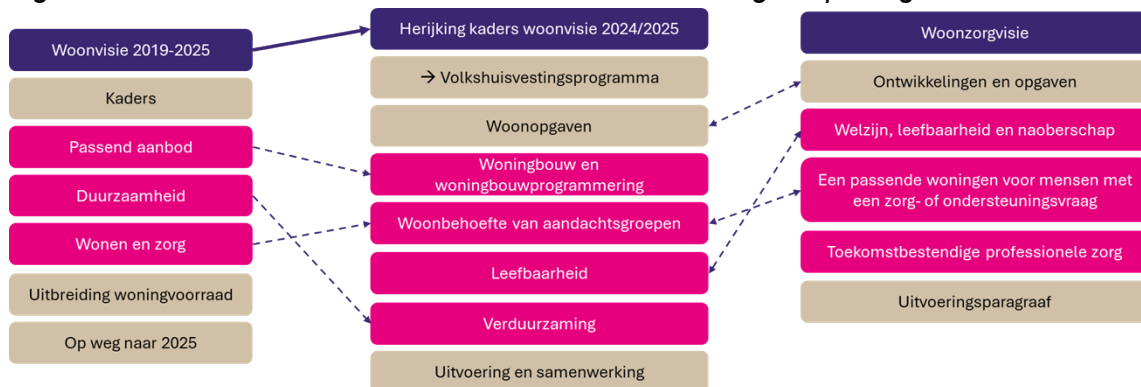 Woonvisie 2019-2025
Kaders
Passend aanbod
Duurzaamheid
Wonen en zorg
Uitbreiding woningvoorraad
Op weg naar 2025
Herijking kaders woonvisie 2024/2025
→ Volkshuisvestingsprogramma
Woonopgaven
Woningbouw en
woningbouwprogrammering
Woonbehoefte van aandachtsgroepen
Leefbaarheid
Verduurzaming
Uitvoering en samenwerking
Woonzorgvisie
Ontwikkelingen en opgaven
Welzijn, leefbaarheid en naoberschap
Een passende woningen voor mensen met
een zorg- of ondersteuningsvraag
Toekomstbestendige professionele zorg
Uitvoeringsparagraaf